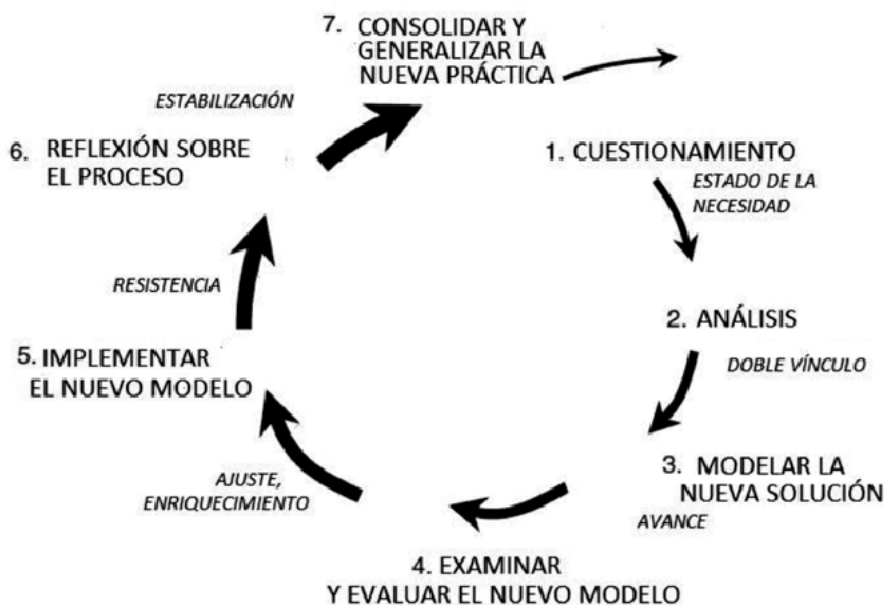 7. CONSOLIDAR Y
GENERALIZAR LA
NUEVA PRÁCTICA
ESTABILIZACIÓN
6. REFLEXIÓN SOBRE
EL PROCESO
1. CUESTIONAMIENTO
ESTADO DE LA
NECESIDAD
RESISTENCIA
2. ANÁLISIS
DOBLE VÍNCULO
5. IMPLEMENTAR
EL NUEVO MODELO
3. MODELAR LA
NUEVA SOLUCIÓN
AVANCE
AJUSTE,
ENRIQUECIMIENTO
4. EXAMINAR
Y EVALUAR EL NUEVO MODELO